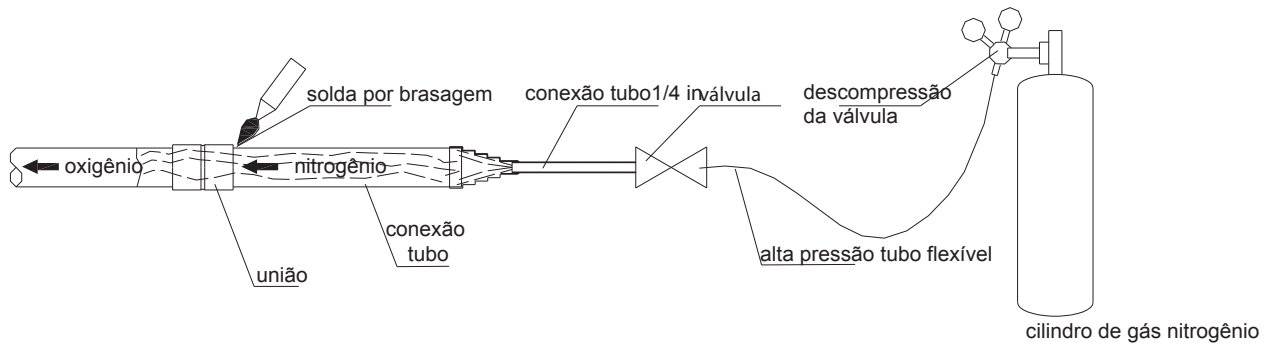 solda por brasagem
conexão tubo1/4 in
válvula
descompressão
da válvula
oxigênio
nitrogênio
conexão
tubo
união
alta pressão tubo flexível
cilindro de gás nitrogênio